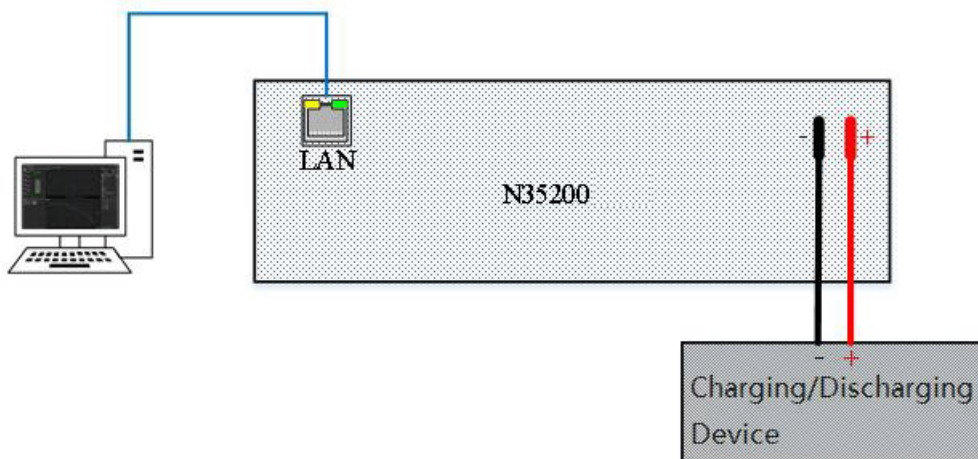 LAN
N35200
- +
- +
Charging/Discharging
Device